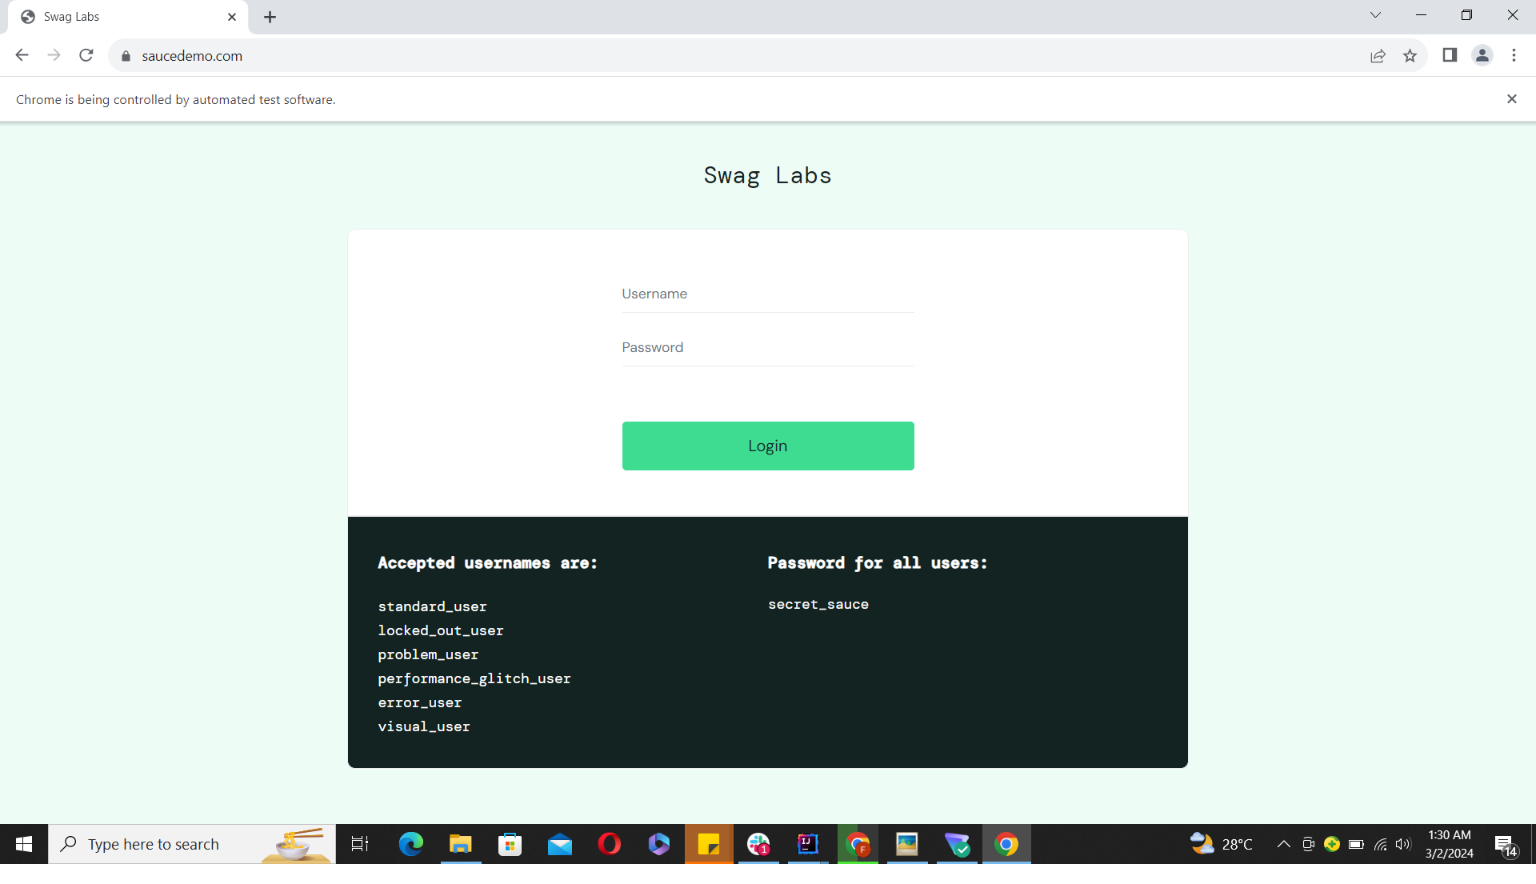 Swag Labs
saucedemo.com
Chrome is being controlled by automated test software.
Swag Labs
Username
Password
Login
Accepted usernames are:
standard_user
locked_out_user
problem_user
performance_glitch_user
error_user
visual_user
Password for all users:
secret_sauce
Type here to search
1
IJ
F
28°C
1:30 AM
3/2/2024
14